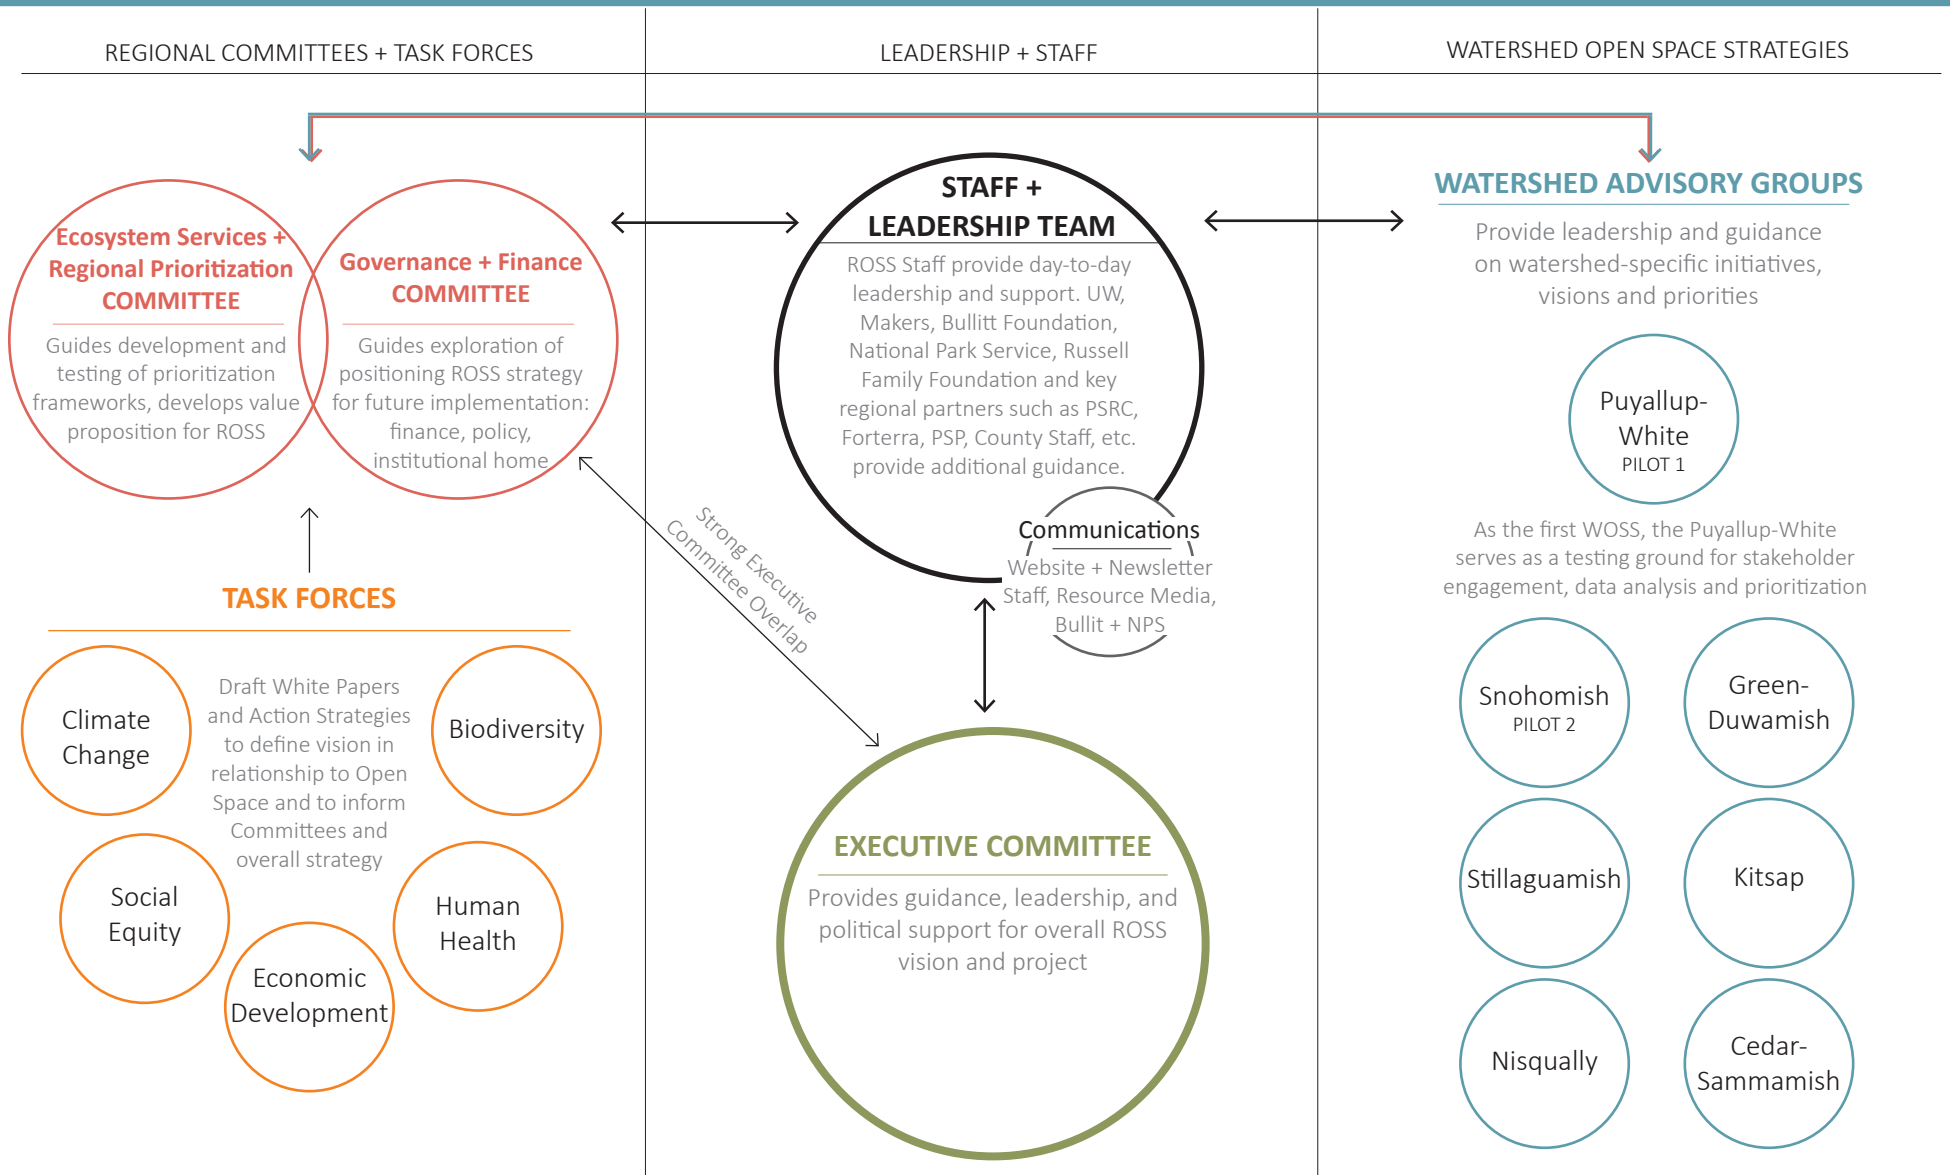 REGIONAL COMMITTEES + TASK FORCES
LEADERSHIP + STAFF
WATERSHED OPEN SPACE STRATEGIES
Ecosystem Services +
Regional Prioritization
COMMITTEE
Guides development and
testing of prioritization
frameworks, develops value
proposition for ROSS
Governance + Finance
COMMITTEE
Guides exploration of
positioning ROSS strategy
for future implementation:
finance, policy,
institutional home
TASK FORCES
Draft White Papers
and Action Strategies
to define vision in
relationship to Open
Space and to inform
Committees and
overall strategy
Climate
Change
Biodiversity
Social
Equity
Human
Health
Economic
Development
Strong Executive
Committee Overlap
STAFF +
LEADERSHIP TEAM
ROSS Staff provide day-to-day
leadership and support. UW,
Makers, Bullitt Foundation,
National Park Service, Russell
Family Foundation and key
regional partners such as PSRC,
Forterra, PSP, County Staff, etc.
provide additional guidance.
Communications
Website + Newsletter
Staff, Resource Media,
Bullit + NPS
EXECUTIVE COMMITTEE
Provides guidance, leadership, and
political support for overall ROSS
vision and project
WATERSHED ADVISORY GROUPS
Provide leadership and guidance
on watershed-specific initiatives,
visions and priorities
Puyallup-
White
PILOT 1
As the first WOSS, the Puyallup-White
serves as a testing ground for stakeholder
engagement, data analysis and prioritization
Snohomish
PILOT 2
Green-
Duwamish
Stillaguamish
Kitsap
Nisqually
Cedar-
Sammamish